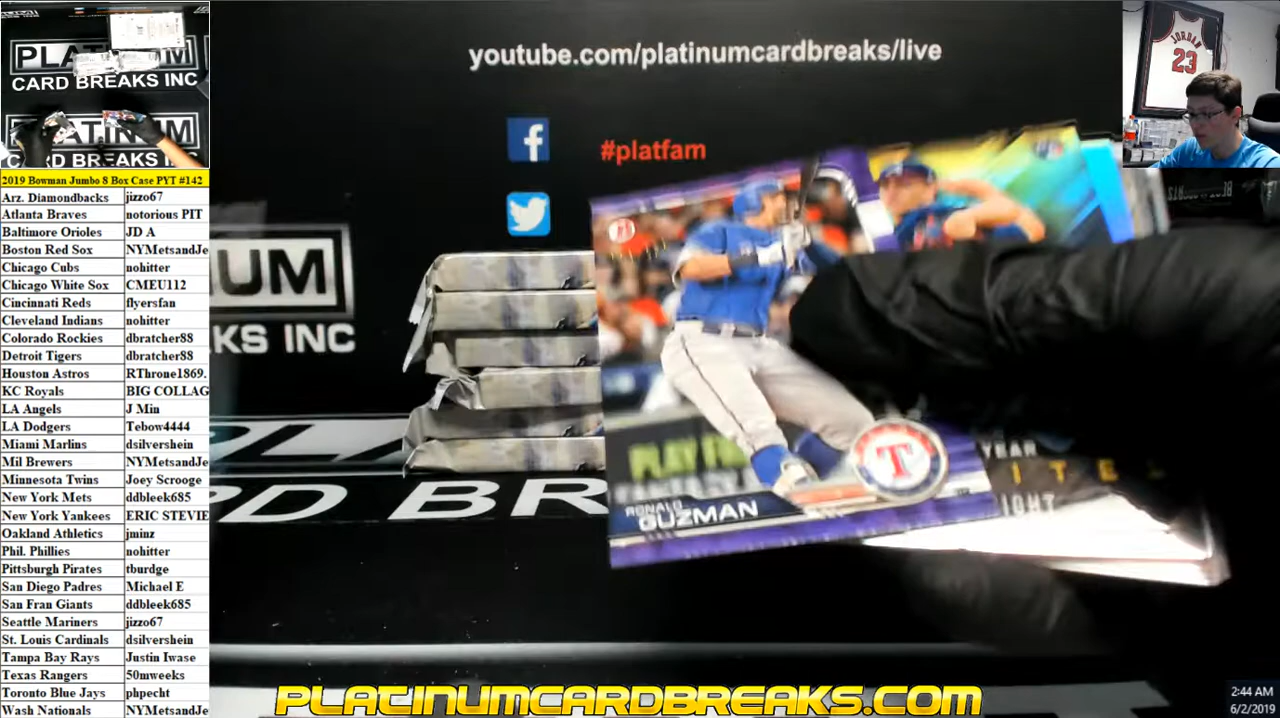 PLATINUM
CARD BREAKS INC
PLATINUM
CARD BREAKS INC
2019 Bowman Jumbo 8 Box Case PYT #142
Arz. Diamondbacks jizzo67
Atlanta Braves notorious PIT
Baltimore Orioles JD A
Boston Red Sox NYMetsandJe
Chicago Cubs nohitter
Chicago White Sox CMEU112
Cincinnati Reds flyersfan
Cleveland Indians nohitter
Colorado Rockies dbratcher88
Detroit Tigers dbratcher88
Houston Astros RThrone1869.
KC Royals BIG COLLAG
LA Angels J Min
LA Dodgers Tebow4444
Miami Marlins dsilvershein
Mil Brewers NYMetsandJe
Minnesota Twins Joey Scrooge
New York Mets ddbleek685
New York Yankees ERIC STEVIE
Oakland Athletics jminz
Phil. Phillies nohitter
Pittsburgh Pirates tburdge
San Diego Padres Michael E
San Fran Giants ddbleek685
Seattle Mariners jizzo67
St. Louis Cardinals dsilvershein
Tampa Bay Rays Justin Iwase
Texas Rangers 50mweeks
Toronto Blue Jays phpecht
Wash Nationals NYMetsandJe
youtube.com/platinumcardbreaks/live
#platfam
JORDAN
23
UM
KS INC
PL
RD BR
PLAY
T
RONALD
GUZMAN
YEAR
PLATINUMCARDBREAKS.COM
2:44 AM
6/2/2019